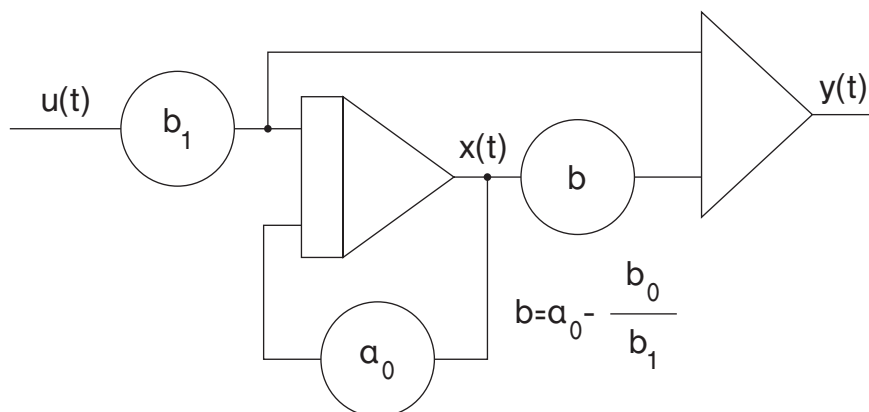 u(t)
b₁
x(t)
b
y(t)
a₀
b=a₀- b₀/b₁